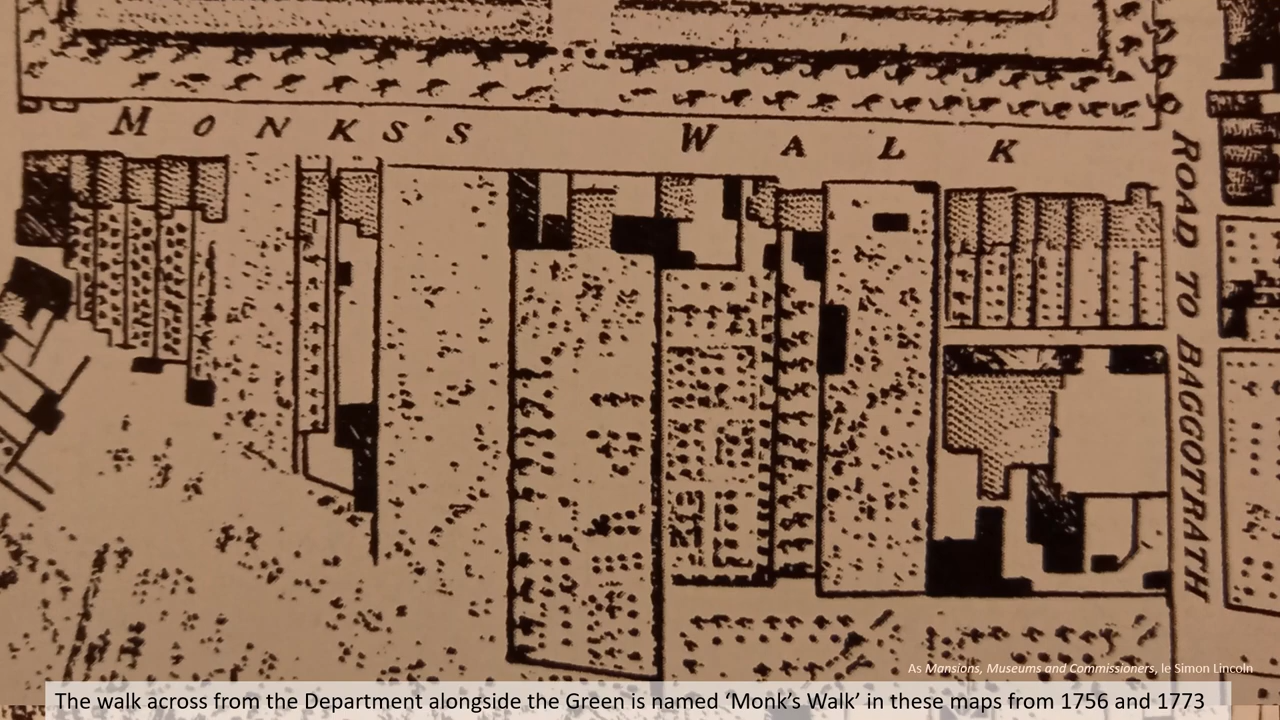 MONKS'S WALK
ROAD TO BAGGOTRATH
As Mansions, Museums and Commissioners, le Simon Lincoln
The walk across from the Department alongside the Green is named ‘Monk’s Walk’ in these maps from 1756 and 1773